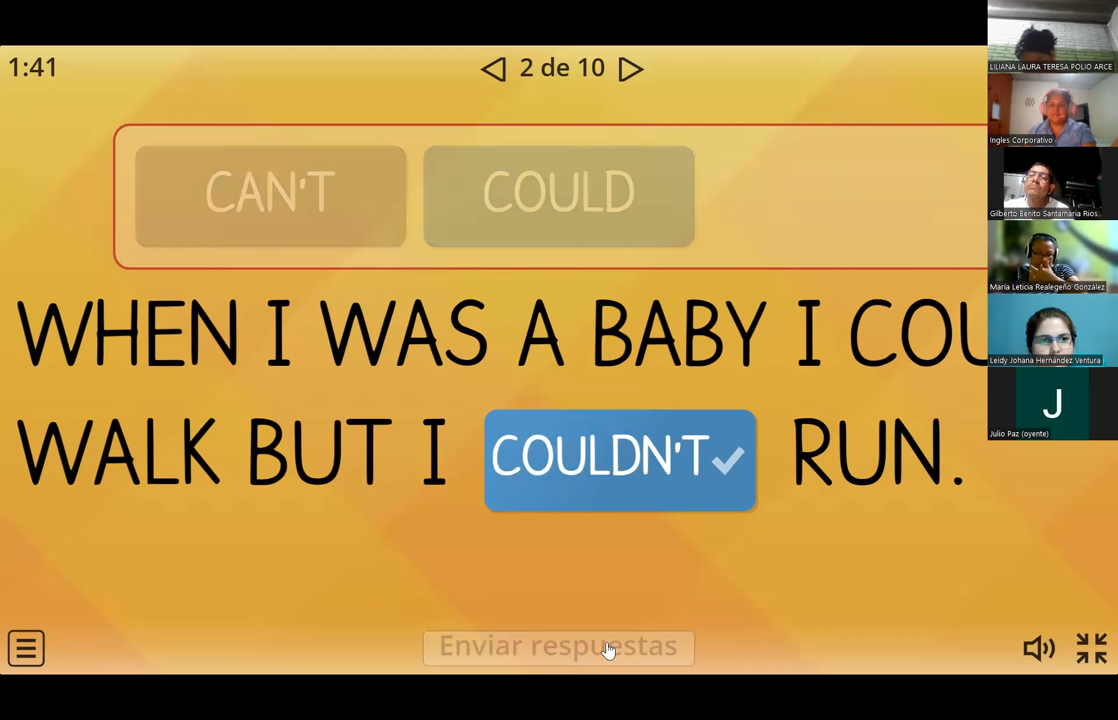 1:41
2 de 10
CAN'T COULD
WHEN I WAS A BABY I COU
WALK BUT I COULDN'T RUN.
Enviar respuestas
LILIANA LAURA TERESA POLIO ARCE
Ingles Corporativo
Gilberto Benito Santamaria Rios
María Leticia Realegeño González
Leidy Johana Hernández Ventura
J
Julio Paz (oyente)